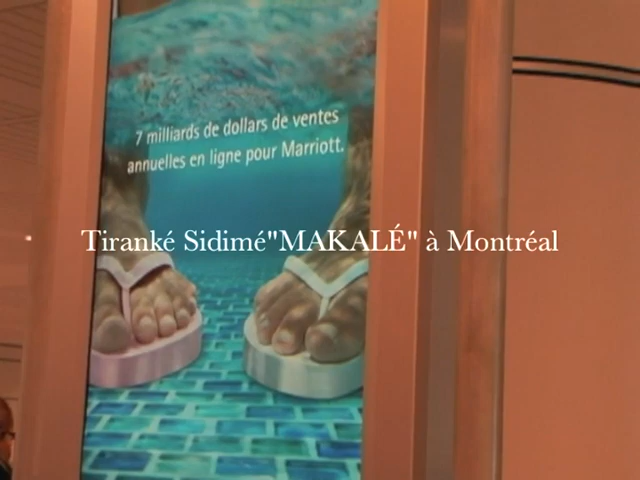 7 milliards de dollars de ventes
annuelles en ligne pour Marriott.
Tiranké Sidimé"MAKALÉ" à Montréal